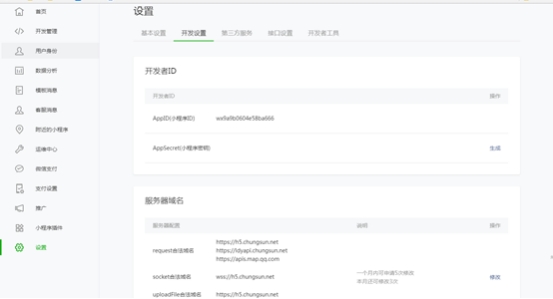 设置
首页
开发管理
用户身份
数据分析
模板消息
客服消息
附近的小程序
运维中心
微信支付
支付设置
推广
小程序插件
设置
基本设置 开发设置 第三方服务 接口设置 开发者工具
开发者ID
开发者ID 操作
AppID(小程序ID) wx9a9b0604e58ba666
AppSecret(小程序密钥) 生成
服务器域名
服务器配置 说明 操作
request合法域名 https://h5.chungsun.net
https://idyapi.chungsun.net
https://apis.map.qq.com
socket合法域名 wss://h5.chungsun.net 一个月内可申请5次修改
本月还可修改3次 修改
uploadFile合法域名 https://h5.chungsun.net